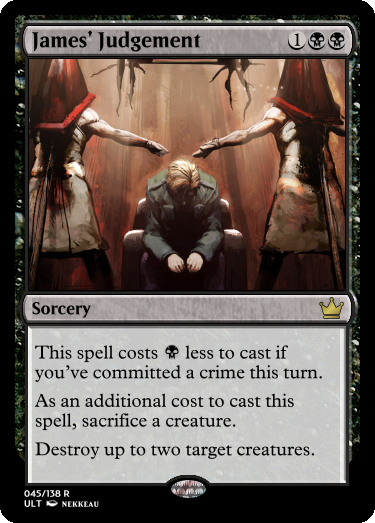 James' Judgement 1
Sorcery
This spell costs less to cast if
you've committed a crime this turn.
As an additional cost to cast this
spell, sacrifice a creature.
Destroy up to two target creatures.
045/138 R
ULT NEKKEAU